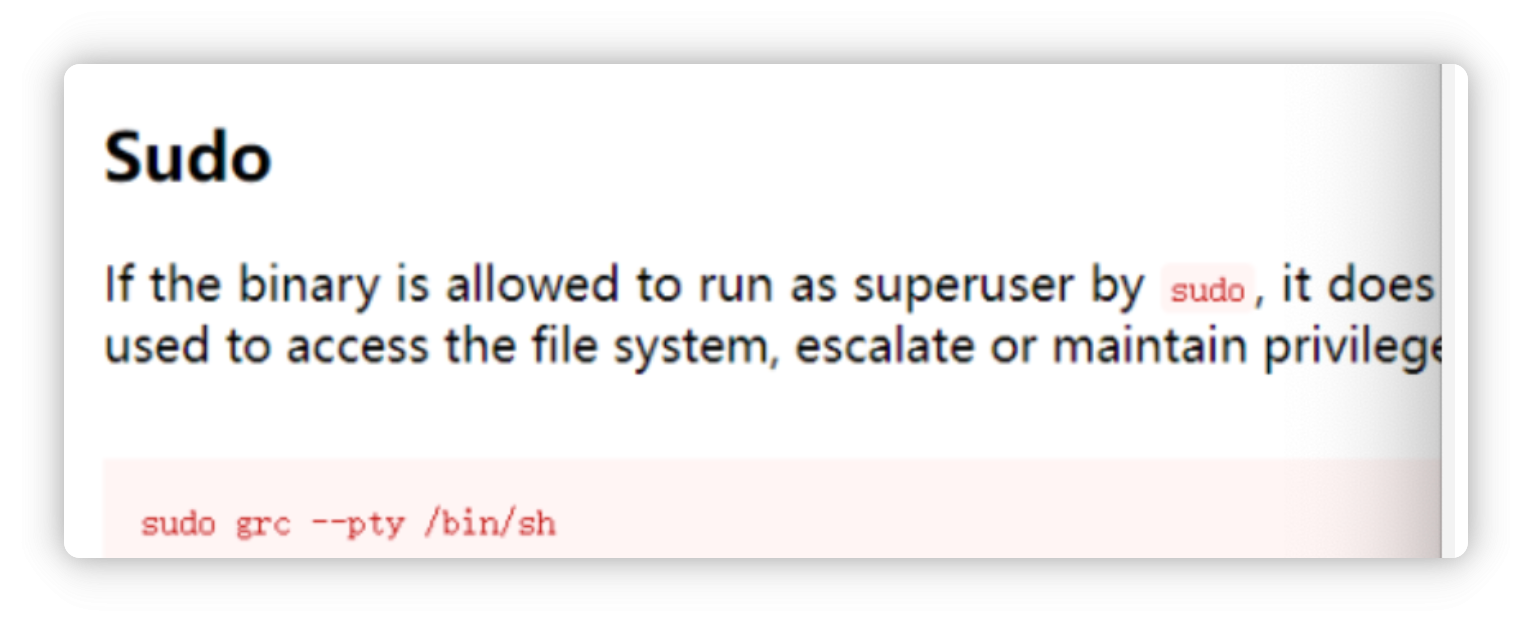 Sudo
If the binary is allowed to run as superuser by sudo, it does
used to access the file system, escalate or maintain privilege
sudo grc --pty /bin/sh